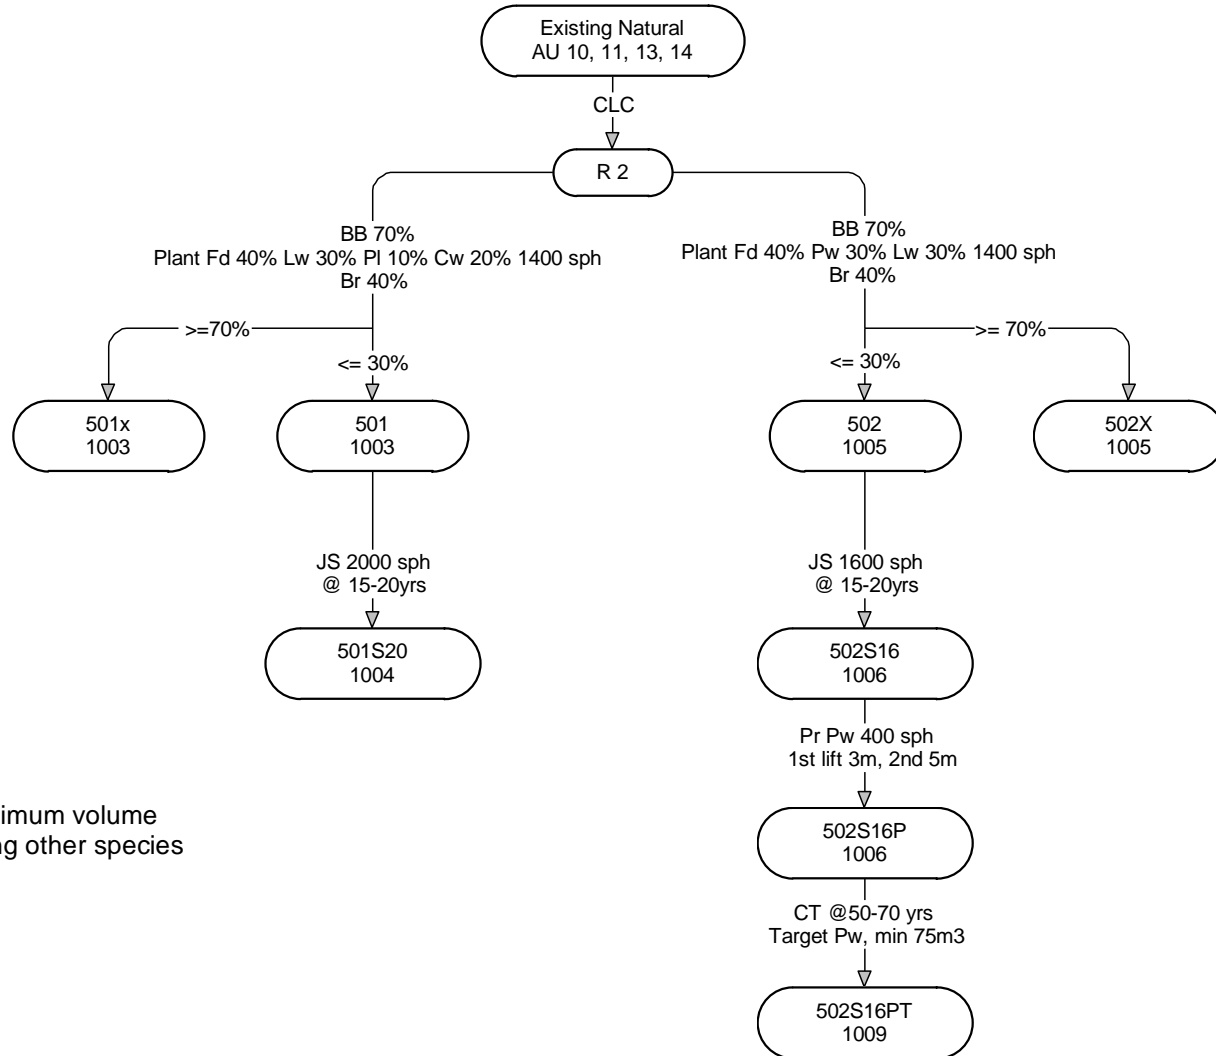 Existing Natural
AU 10, 11, 13, 14
CLC
R 2
BB 70%
Plant Fd 40% Lw 30% Pl 10% Cw 20% 1400 sph
Br 40%
BB 70%
Plant Fd 40% Pw 30% Lw 30% 1400 sph
Br 40%
>=70%
<= 30%
<= 30%
>= 70%
501x
1003
501
1003
502
1005
502X
1005
JS 2000 sph
@ 15-20yrs
JS 1600 sph
@ 15-20yrs
501S20
1004
502S16
1006
Pr Pw 400 sph
1st lift 3m, 2nd 5m
imum volume
ng other species
502S16P
1006
CT @50-70 yrs
Target Pw, min 75m3
502S16PT
1009